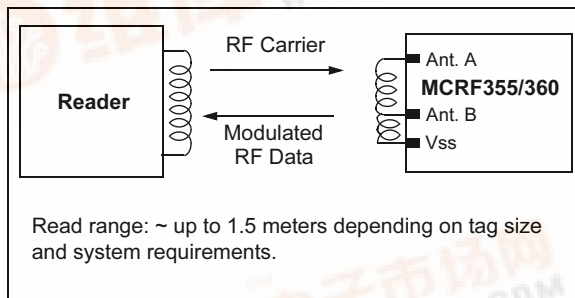 RF Carrier
Reader
Ant. A
MCRF355/360
Ant. B
Vss
Modulated
RF Data
Read range: ~ up to 1.5 meters depending on tag size
and system requirements.